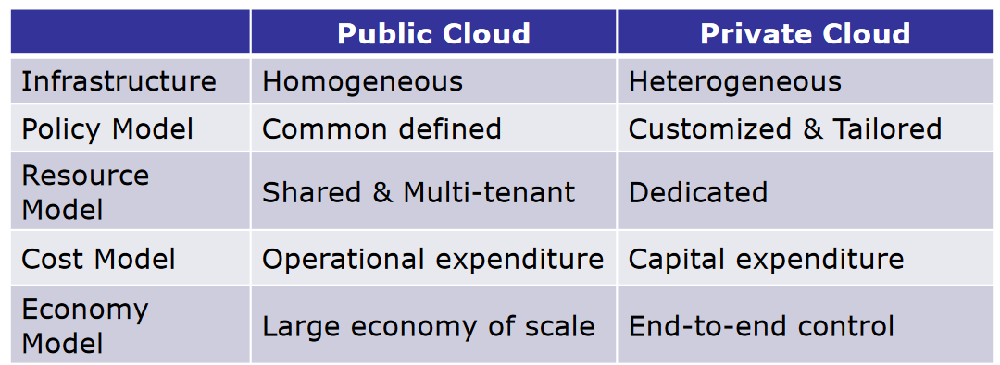 Public Cloud Private Cloud
Infrastructure Homogeneous Heterogeneous
Policy Model Common defined Customized & Tailored
Resource
Model
Shared & Multi-tenant Dedicated
Cost Model Operational expenditure Capital expenditure
Economy
Model
Large economy of scale End-to-end control